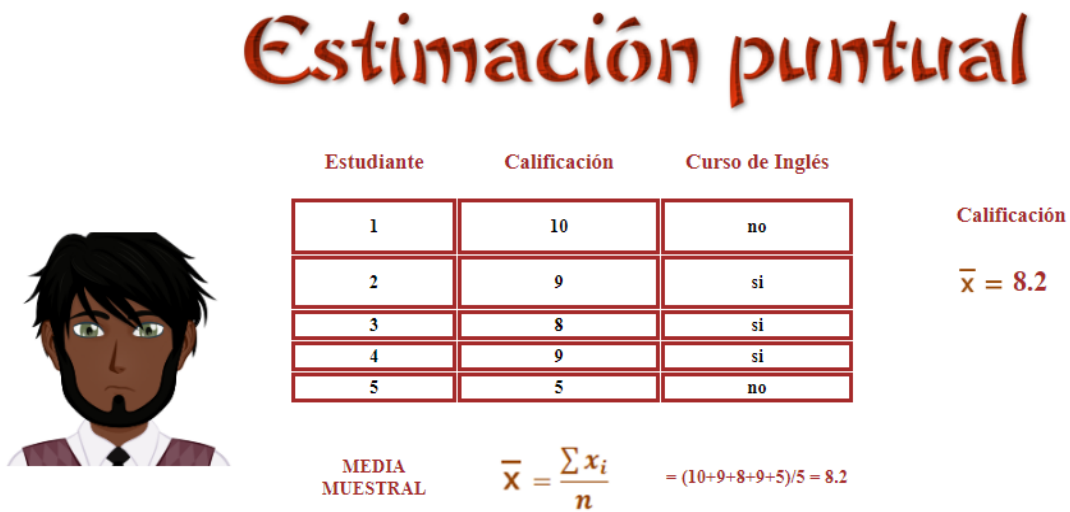 Estimación puntual
Estudiante Calificación Curso de Inglés
1 10 no
2 9 si
3 8 si
4 9 si
5 5 no
Calificación
x̅ = 8.2
MEDIA
MUESTRAL
x̅ = ∑ xᵢ / n
= (10+9+8+9+5)/5 = 8.2